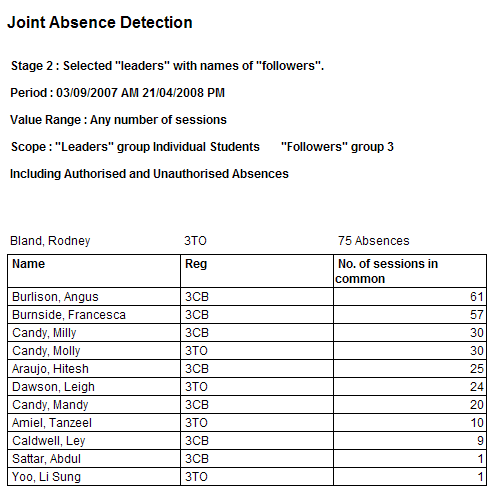 Joint Absence Detection
Stage 2 : Selected "leaders" with names of "followers".
Period : 03/09/2007 AM 21/04/2008 PM
Value Range : Any number of sessions
Scope : "Leaders" group Individual Students "Followers" group 3
Including Authorised and Unauthorised Absences
Bland, Rodney 3TO 75 Absences
Name Reg No. of sessions in
common
Burlison, Angus 3CB 61
Burnside, Francesca 3CB 57
Candy, Milly 3CB 30
Candy, Molly 3TO 30
Araujo, Hitesh 3CB 25
Dawson, Leigh 3TO 24
Candy, Mandy 3CB 20
Amiel, Tanzeel 3TO 10
Caldwell, Ley 3CB 9
Sattar, Abdul 3CB 1
Yoo, Li Sung 3TO 1